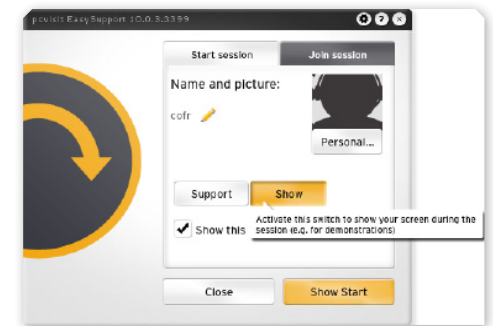 pcvisit EasySupport 10.0.3.3399
Start session
Join session
Name and picture:
cofr
Personal...
Support
Show
Activate this switch to show your screen during the
session (e.g. for demonstrations)
Show this
Close
Show Start